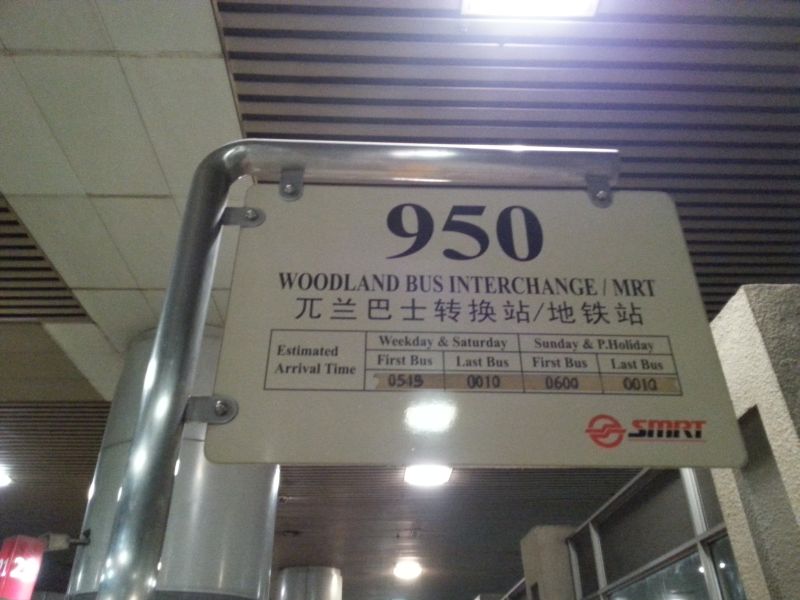 950
WOODLAND BUS INTERCHANGE / MRT
兀兰巴士转换站/地铁站
Estimated Arrival Time
Weekday & Saturday
Sunday & P.Holiday
First Bus
Last Bus
First Bus
Last Bus
0545
0010
0600
0010
SMRT